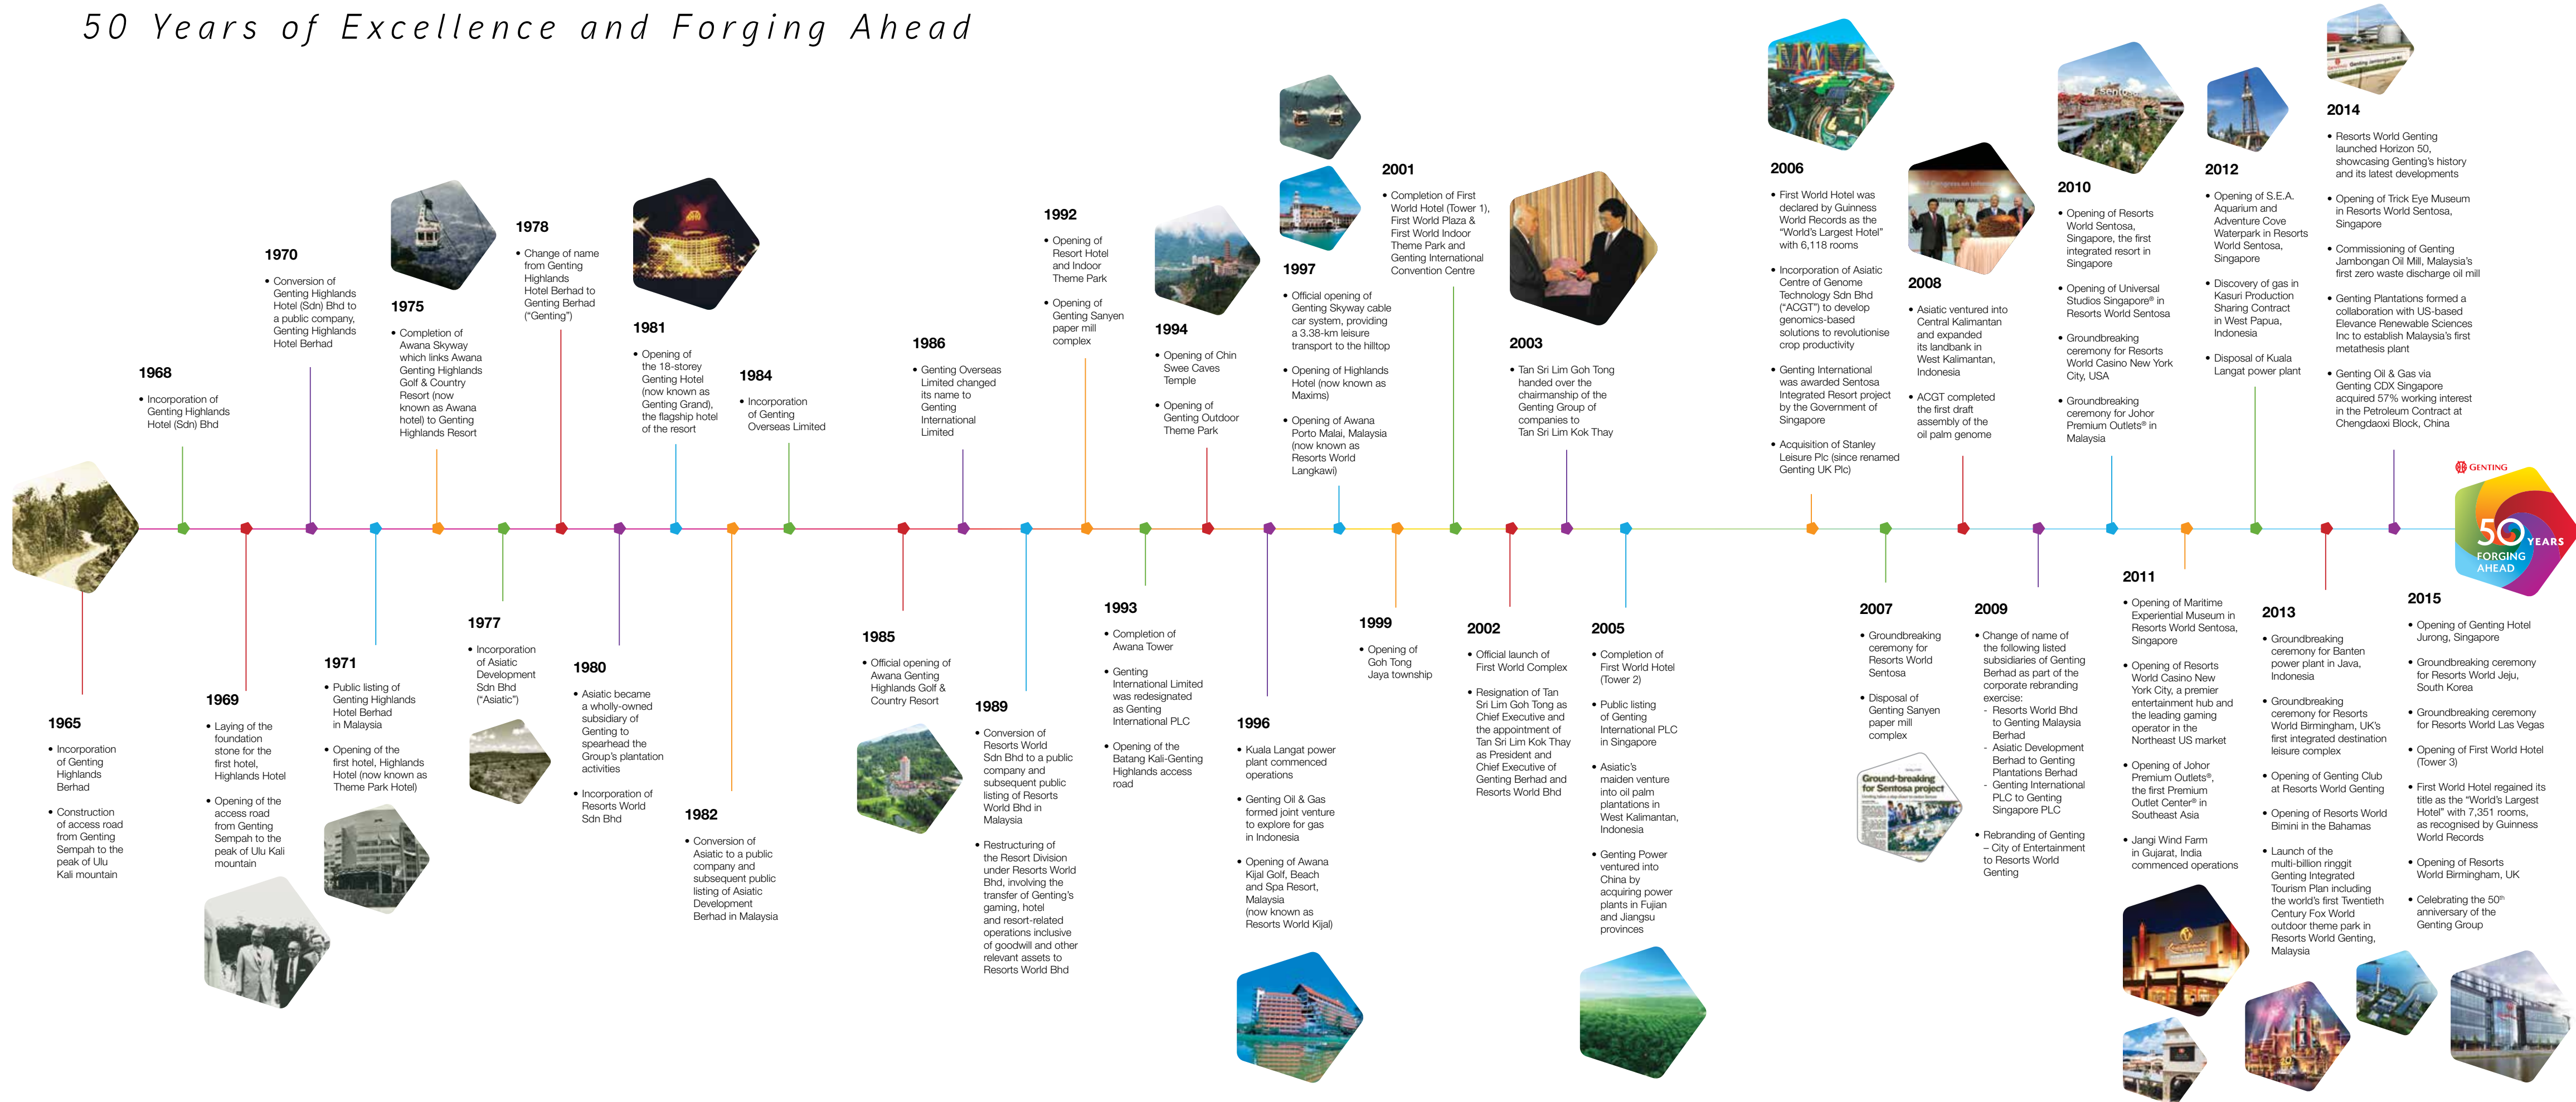 50 Years of Excellence and Forging Ahead
1965
• Incorporation
of Genting
Highlands
Berhad
• Construction
of access road
from Genting
Sempah to the
peak of Ulu
Kali mountain
1968
• Incorporation of
Genting Highlands
Hotel (Sdn) Bhd
1969
• Laying of the
foundation
stone for the
first hotel,
Highlands Hotel
• Opening of the
access road
from Genting
Sempah to the
peak of Ulu Kali
mountain
1970
• Conversion of
Genting Highlands
Hotel (Sdn) Bhd to
a public company,
Genting Highlands
Hotel Berhad
1971
• Public listing of
Genting Highlands
Hotel Berhad
in Malaysia
• Opening of the
first hotel, Highlands
Hotel (now known as
Theme Park Hotel)
1975
• Completion of
Awana Skyway
which links Awana
Genting Highlands
Golf & Country
Resort (now
known as Awana
hotel) to Genting
Highlands Resort
1977
• Incorporation
of Asiatic
Development
Sdn Bhd
(“Asiatic”)
1978
• Change of name
from Genting
Highlands
Hotel Berhad to
Genting Berhad
(“Genting”)
1980
• Asiatic became
a wholly-owned
subsidiary of
Genting to
spearhead the
Group’s plantation
activities
• Incorporation of
Resorts World
Sdn Bhd
1981
• Opening of
the 18-storey
Genting Hotel
(now known as
Genting Grand),
the flagship hotel
of the resort
1982
• Conversion of
Asiatic to a public
company and
subsequent public
listing of Asiatic
Development
Berhad in Malaysia
1984
• Incorporation
of Genting
Overseas Limited
1985
• Official opening of
Awana Genting
Highlands Golf &
Country Resort
1986
• Genting Overseas
Limited changed
its name to
Genting
International
Limited
1989
• Conversion of
Resorts World
Sdn Bhd to a public
company and
subsequent public
listing of Resorts
World Bhd in
Malaysia
• Restructuring of
the Resort Division
under Resorts World
Bhd, involving the
transfer of Genting’s
gaming, hotel
and resort-related
operations inclusive
of goodwill and other
relevant assets to
Resorts World Bhd
1992
• Opening of
Resort Hotel
and Indoor
Theme Park
• Opening of
Genting Sanyen
paper mill
complex
1993
• Completion of
Awana Tower
• Genting
International Limited
was redesignated
as Genting
International PLC
• Opening of the
Batang Kali-Genting
Highlands access
road
1994
• Opening of Chin
Swee Caves
Temple
• Opening of
Genting Outdoor
Theme Park
1996
• Kuala Langat power
plant commenced
operations
• Genting Oil & Gas
formed joint venture
to explore for gas
in Indonesia
• Opening of Awana
Kijal Golf, Beach
and Spa Resort,
Malaysia
(now known as
Resorts World Kijal)
1997
• Official opening of
Genting Skyway cable
car system, providing
a 3.38-km leisure
transport to the hilltop
• Opening of Highlands
Hotel (now known as
Maxims)
• Opening of Awana
Porto Malai, Malaysia
(now known as
Resorts World
Langkawi)
1999
• Opening of
Goh Tong
Jaya township
2001
• Completion of First
World Hotel (Tower 1),
First World Plaza &
First World Indoor
Theme Park and
Genting International
Convention Centre
2002
• Official launch of
First World Complex
• Resignation of Tan
Sri Lim Goh Tong as
Chief Executive and
the appointment of
Tan Sri Lim Kok Thay
as President and
Chief Executive of
Genting Berhad and
Resorts World Bhd
2003
• Tan Sri Lim Goh Tong
handed over the
chairmanship of the
Genting Group of
companies to
Tan Sri Lim Kok Thay
2005
• Completion of
First World Hotel
(Tower 2)
• Public listing
of Genting
International PLC
in Singapore
• Asiatic’s
maiden venture
into oil palm
plantations in
West Kalimantan,
Indonesia
• Genting Power
ventured into
China by
acquiring power
plants in Fujian
and Jiangsu
provinces
2006
• First World Hotel was
declared by Guinness
World Records as the
“World’s Largest Hotel”
with 6,118 rooms
• Incorporation of Asiatic
Centre of Genome
Technology Sdn Bhd
(“ACGT”) to develop
genomics-based
solutions to revolutionise
crop productivity
• Genting International
was awarded Sentosa
Integrated Resort project
by the Government of
Singapore
• Acquisition of Stanley
Leisure Plc (since renamed
Genting UK Plc)
2007
• Groundbreaking
ceremony for
Resorts World
Sentosa
• Disposal of
Genting Sanyen
paper mill
complex
Ground-breaking
for Sentosa project
2008
• Asiatic ventured into
Central Kalimantan
and expanded
its landbank in
West Kalimantan,
Indonesia
• ACGT completed
the first draft
assembly of the
oil palm genome
2009
• Change of name of
the following listed
subsidiaries of Genting
Berhad as part of the
corporate rebranding
exercise:
- Resorts World Bhd
to Genting Malaysia
Berhad
- Asiatic Development
Berhad to Genting
Plantations Berhad
- Genting International
PLC to Genting
Singapore PLC
• Rebranding of Genting
– City of Entertainment
to Resorts World
Genting
2010
• Opening of Resorts
World Sentosa,
Singapore, the first
integrated resort in
Singapore
• Opening of Universal
Studios Singapore® in
Resorts World Sentosa
• Groundbreaking
ceremony for Resorts
World Casino New York
City, USA
• Groundbreaking
ceremony for Johor
Premium Outlets® in
Malaysia
2011
• Opening of Maritime
Experiential Museum in
Resorts World Sentosa,
Singapore
• Opening of Resorts
World Casino New
York City, a premier
entertainment hub and
the leading gaming
operator in the
Northeast US market
• Opening of Johor
Premium Outlets®,
the first Premium
Outlet Center® in
Southeast Asia
• Jangi Wind Farm
in Gujarat, India
commenced operations
2012
• Opening of S.E.A.
Aquarium and
Adventure Cove
Waterpark in Resorts
World Sentosa,
Singapore
• Discovery of gas in
Kasuri Production
Sharing Contract
in West Papua,
Indonesia
• Disposal of Kuala
Langat power plant
2013
• Groundbreaking
ceremony for Banten
power plant in Java,
Indonesia
• Groundbreaking
ceremony for Resorts
World Birmingham, UK’s
first integrated destination
leisure complex
• Opening of Genting Club
at Resorts World Genting
• Opening of Resorts World
Bimini in the Bahamas
• Launch of the
multi-billion ringgit
Genting Integrated
Tourism Plan including
the world’s first Twentieth
Century Fox World
outdoor theme park in
Resorts World Genting,
Malaysia
2014
• Resorts World Genting
launched Horizon 50,
showcasing Genting’s history
and its latest developments
• Opening of Trick Eye Museum
in Resorts World Sentosa,
Singapore
• Commissioning of Genting
Jambongan Oil Mill, Malaysia’s
first zero waste discharge oil mill
• Genting Plantations formed a
collaboration with US-based
Elevance Renewable Sciences
Inc to establish Malaysia’s first
metathesis plant
• Genting Oil & Gas via
Genting CDX Singapore
acquired 57% working interest
in the Petroleum Contract at
Chengdaoxi Block, China
2015
• Opening of Genting Hotel
Jurong, Singapore
• Groundbreaking ceremony
for Resorts World Jeju,
South Korea
• Groundbreaking ceremony
for Resorts World Las Vegas
• Opening of First World Hotel
(Tower 3)
• First World Hotel regained its
title as the “World’s Largest
Hotel” with 7,351 rooms,
as recognised by Guinness
World Records
• Opening of Resorts
World Birmingham, UK
• Celebrating the 50th
anniversary of the
Genting Group
GENTING
50 YEARS
FORGING
AHEAD